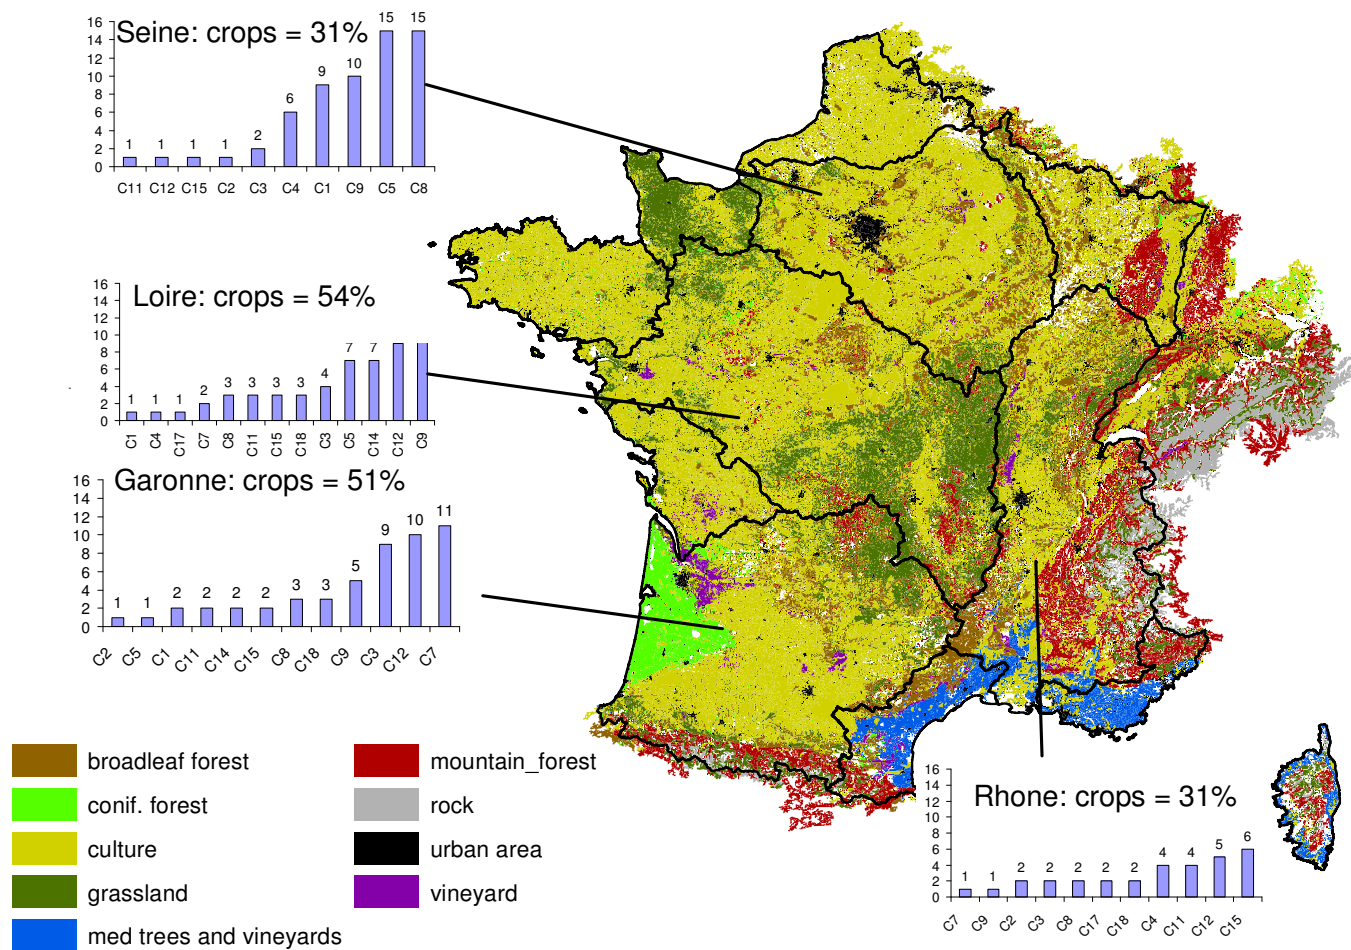 Seine: crops = 31%
16
14
12
10
8
6
4
2
0
1 1 1 1 2 6 9 10 15 15
C11 C12 C15 C2 C3 C4 C1 C9 C5 C8
Loire: crops = 54%
16
14
12
10
8
6
4
2
0
1 1 1 2 3 3 3 3 4 7 7
C1 C4 C17 C7 C8 C11 C15 C18 C3 C5 C14 C12 C9
Garonne: crops = 51%
16
14
12
10
8
6
4
2
0
1 1 2 2 2 2 3 3 5 9 10 11
C2 C5 C1 C11 C14 C15 C8 C18 C9 C3 C12 C7
broadleaf forest
conif. forest
culture
grassland
med trees and vineyards
mountain_forest
rock
urban area
vineyard
Rhone: crops = 31%
16
14
12
10
8
6
4
2
0
1 1 2 2 2 2 2 4 4 5 6
C7 C9 C2 C3 C8 C17 C18 C4 C11 C12 C15